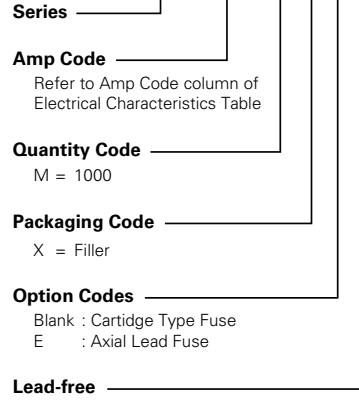 Series
Amp Code
Refer to Amp Code column of
Electrical Characteristics Table
Quantity Code
M = 1000
Packaging Code
X = Filler
Option Codes
Blank : Cartidge Type Fuse
E : Axial Lead Fuse
Lead-free